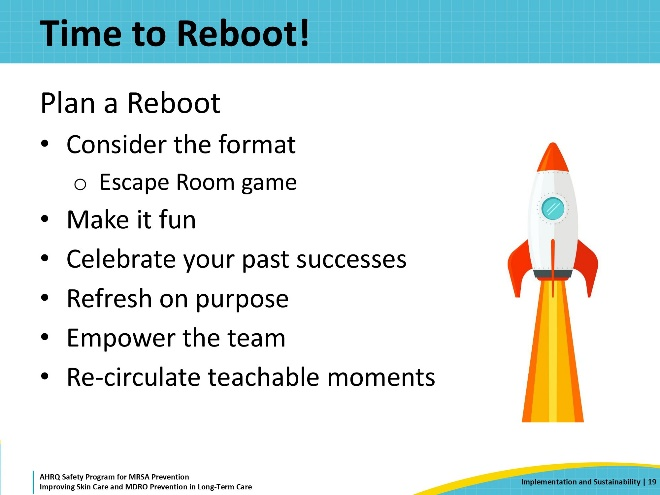 Time to Reboot!
Plan a Reboot
• Consider the format
o Escape Room game
• Make it fun
• Celebrate your past successes
• Refresh on purpose
• Empower the team
• Re-circulate teachable moments
AHRQ Safety Program for MRSA Prevention
Improving Skin Care and MDRO Prevention in Long-Term Care
Implementation and Sustainability | 19